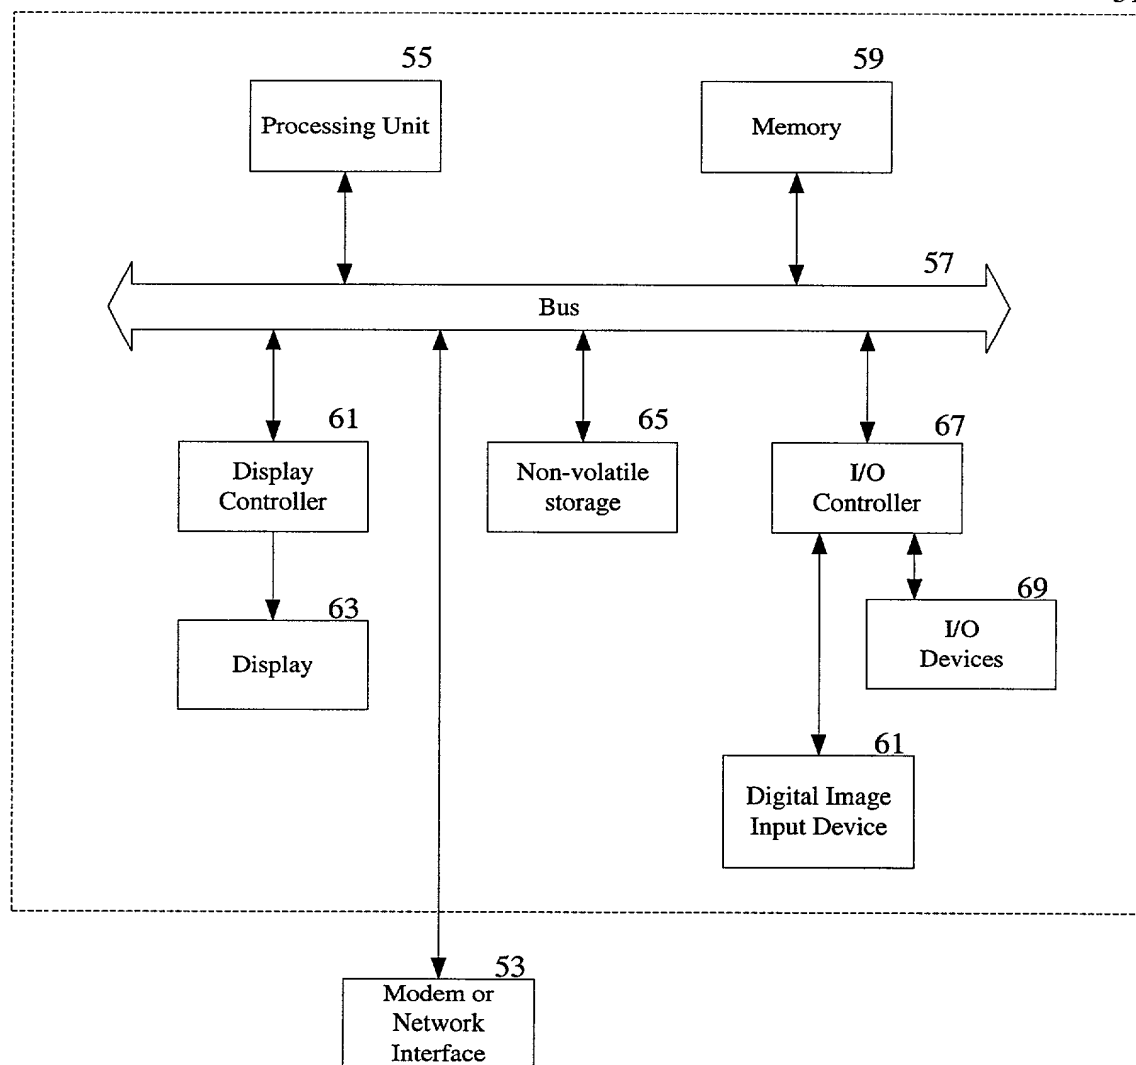 55
Processing Unit
59
Memory
57
Bus
61
Display
Controller
65
Non-volatile
storage
67
I/O
Controller
63
Display
69
I/O
Devices
61
Digital Image
Input Device
53
Modem or
Network
Interface